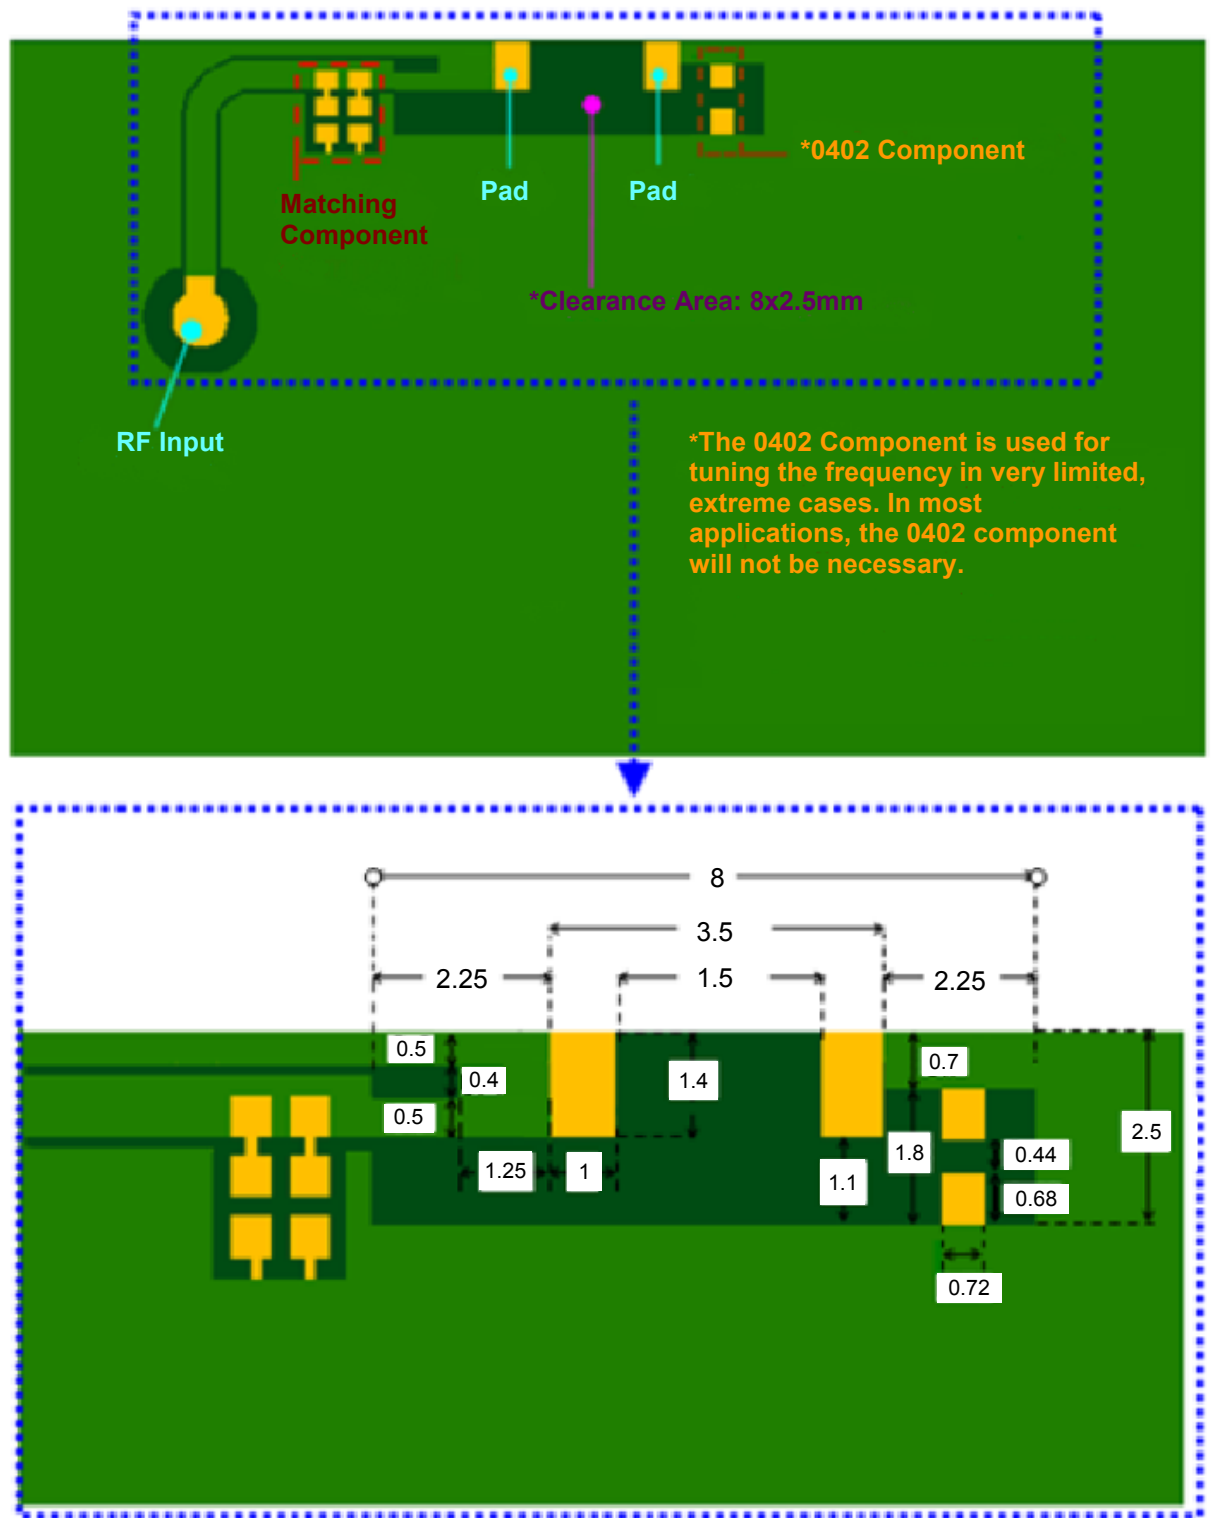 *0402 Component
Pad
Pad
Matching
Component
*Clearance Area: 8x2.5mm
RF Input
*The 0402 Component is used for
tuning the frequency in very limited,
extreme cases. In most
applications, the 0402 component
will not be necessary.
8
3.5
2.25
1.5
2.25
0.5
0.4
0.5
1.4
0.7
2.5
1.25
1
1.1
1.8
0.44
0.68
0.72